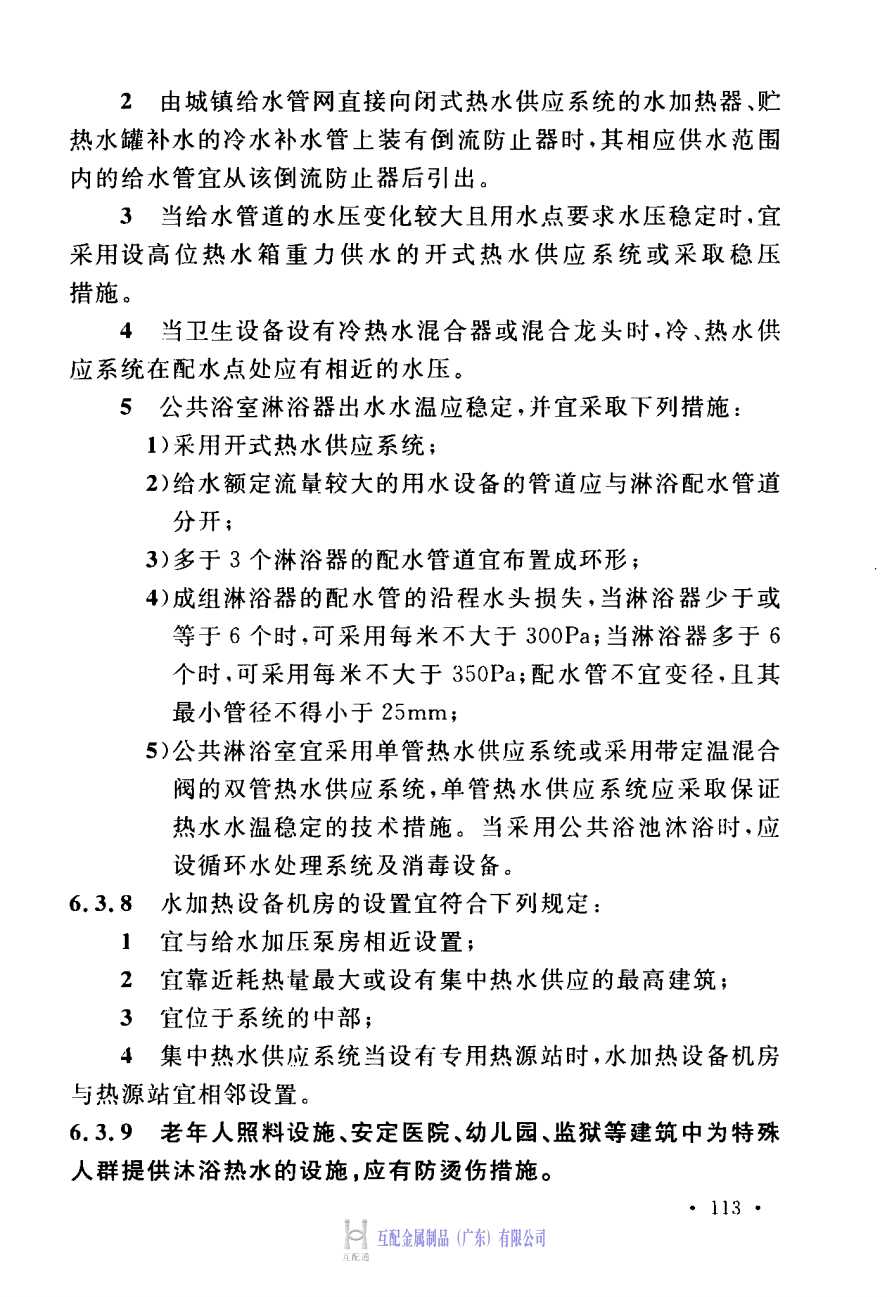 2 由城镇给水管网直接向闭式热水供应系统的水加热器、贮
热水罐补水的冷水补水管上装有倒流防止器时，其相应供水范围
内的给水管宜从该倒流防止器后引出。
3 当给水管道的水压变化较大且用水点要求水压稳定时，宜
采用设高位热水箱重力供水的开式热水供应系统或采取稳压
措施。
4 当卫生设备设有冷热水混合器或混合龙头时，冷、热水供
应系统在配水点处应有相近的水压。
5 公共浴室淋浴器出水水温应稳定，并宜采取下列措施：
1）采用开式热水供应系统；
2）给水额定流量较大的用水设备的管道应与淋浴配水管道
分开；
3）多于 3 个淋浴器的配水管道宜布置成环形；
4）成组淋浴器的配水管的沿程水头损失，当淋浴器少于或
等于 6 个时，可采用每米不大于 300Pa；当淋浴器多于 6
个时，可采用每米不大于 350Pa；配水管不宜变径，且其
最小管径不得小于 25mm；
5）公共淋浴室宜采用单管热水供应系统或采用带定温混合
阀的双管热水供应系统，单管热水供应系统应采取保证
热水水温稳定的技术措施。当采用公共浴池沐浴时，应
设循环水处理系统及消毒设备。
6.3.8 水加热设备机房的设置宜符合下列规定：
1 宜与给水加压泵房相近设置；
2 宜靠近耗热量最大或设有集中热水供应的最高建筑；
3 宜位于系统的中部；
4 集中热水供应系统当设有专用热源站时，水加热设备机房
与热源站宜相邻设置。
6.3.9 老年人照料设施、安定医院、幼儿园、监狱等建筑中为特殊
人群提供沐浴热水的设施，应有防烫伤措施。
• 113 •
互配金属制品（广东）有限公司
互配通